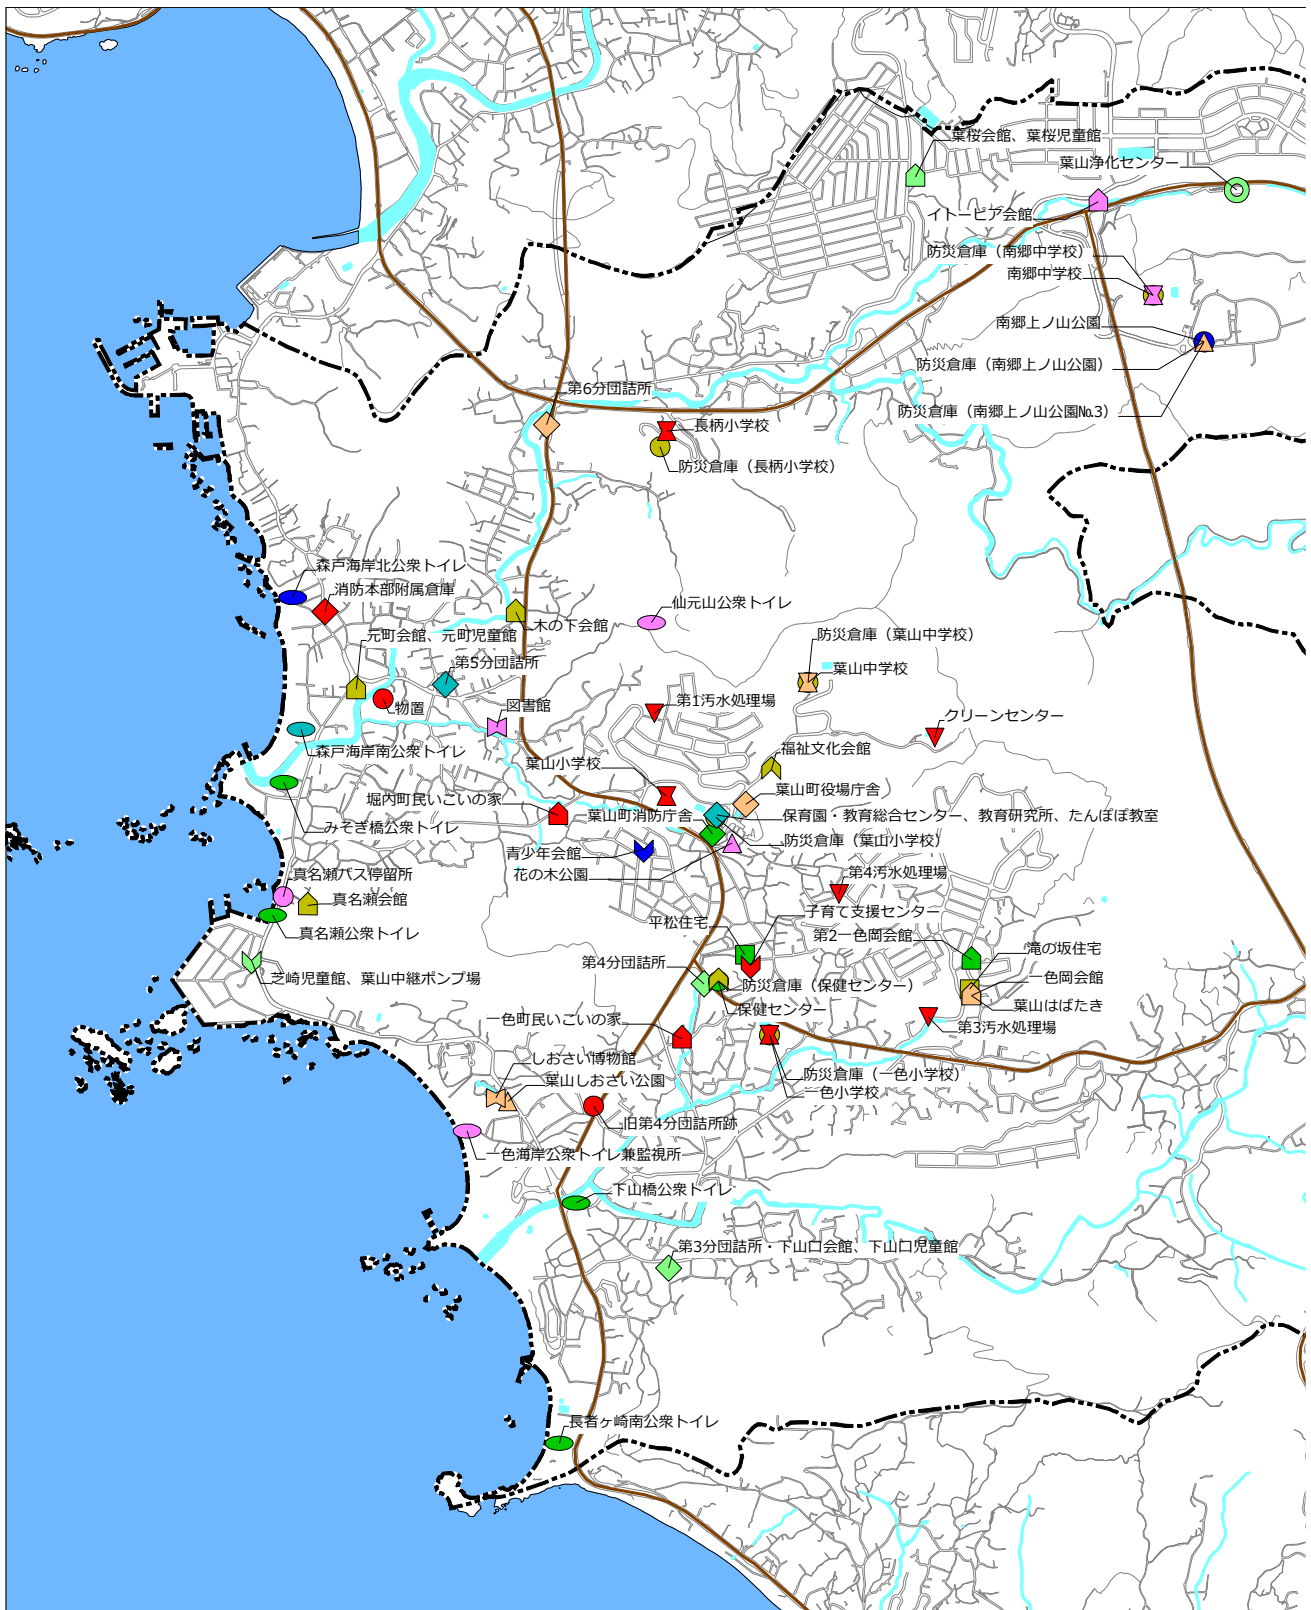 葉桜会館、葉桜児童館
葉山浄化センター
イトーピア会館
防災倉庫（南郷中学校）
南郷中学校
南郷上ノ山公園
防災倉庫（南郷上ノ山公園）
第6分団詰所
防災倉庫（南郷上ノ山公園№3）
長柄小学校
防災倉庫（長柄小学校）
森戸海岸北公衆トイレ
消防本部附属倉庫
仙元山公衆トイレ
木の下会館
元町会館、元町児童館
防災倉庫（葉山中学校）
第5分団詰所
葉山中学校
図書館
第1汚水処理場
物置
クリーンセンター
森戸海岸南公衆トイレ
福祉文化会館
葉山小学校
葉山町役場庁舎
堀内町民いこいの家
葉山町消防庁舎
保育園・教育総合センター、教育研究所、たんぽぽ教室
みそぎ橋公衆トイレ
防災倉庫（葉山小学校）
青少年会館
花の木公園
真名瀬バス停留所
第4汚水処理場
真名瀬会館
子育て支援センター
平松住宅
真名瀬公衆トイレ
第2一色岡会館
滝の坂住宅
第4分団詰所
芝崎児童館、葉山中継ポンプ場
一色岡会館
防災倉庫（保健センター）
葉山はばたき
保健センター
一色町民いこいの家
第3汚水処理場
しおさい博物館
防災倉庫（一色小学校）
葉山しおさい公園
一色小学校
旧第4分団詰所跡
一色海岸公衆トイレ兼監視所
下山橋公衆トイレ
第3分団詰所・下山口会館、下山口児童館
長者ヶ崎南公衆トイレ